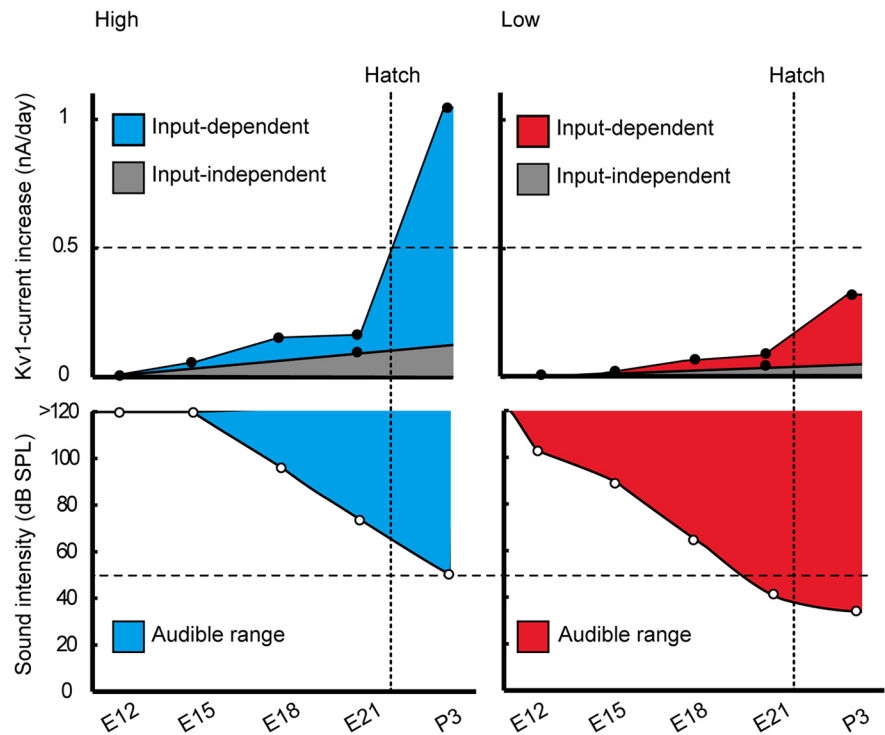 High
Low
Hatch
Hatch
Kv1-current increase (nA/day)
1
0.5
0
Input-dependent
Input-independent
Input-dependent
Input-independent
Sound intensity (dB SPL)
>120
100
80
60
40
20
0
Audible range
Audible range
E12
E15
E18
E21
P3
E12
E15
E18
E21
P3